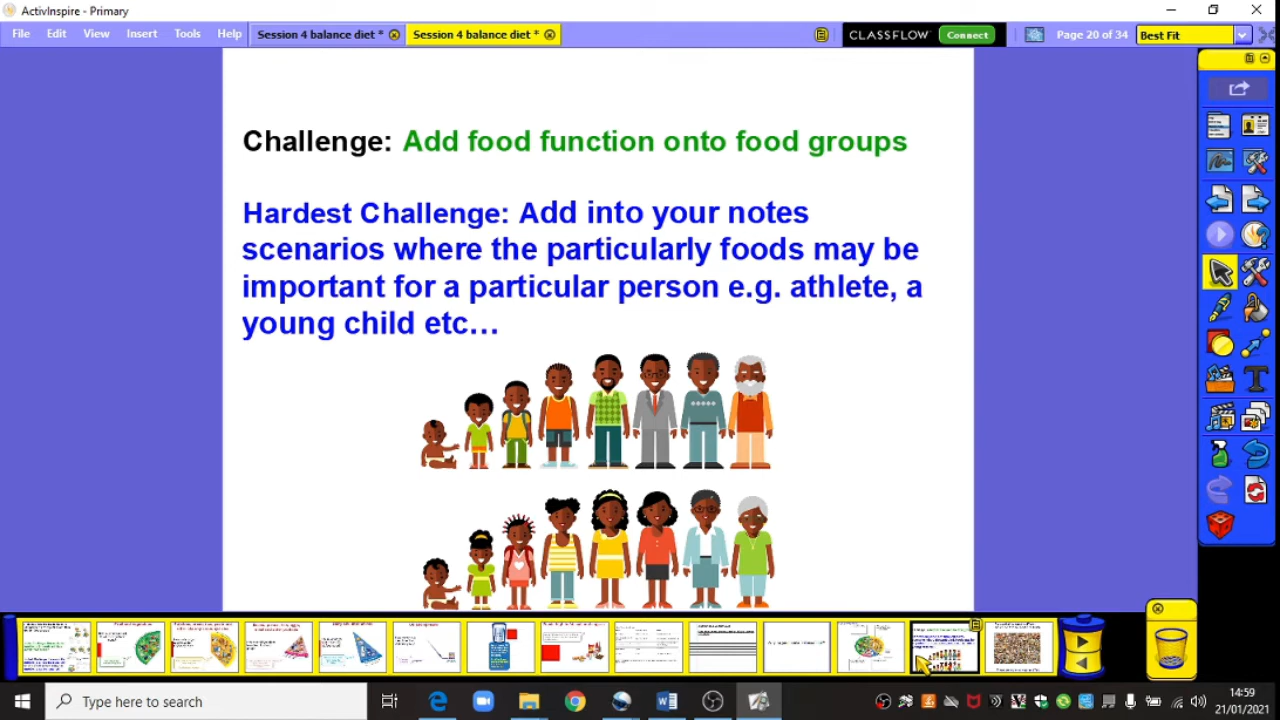 ActivInspire - Primary
File Edit View Insert Tools Help Session 4 balance diet * Session 4 balance diet * CLASSFLOW Connect Page 20 of 34 Best Fit
Challenge: Add food function onto food groups
Hardest Challenge: Add into your notes
scenarios where the particularly foods may be
important for a particular person e.g. athlete, a
young child etc...
Type here to search
14:59
21/01/2021